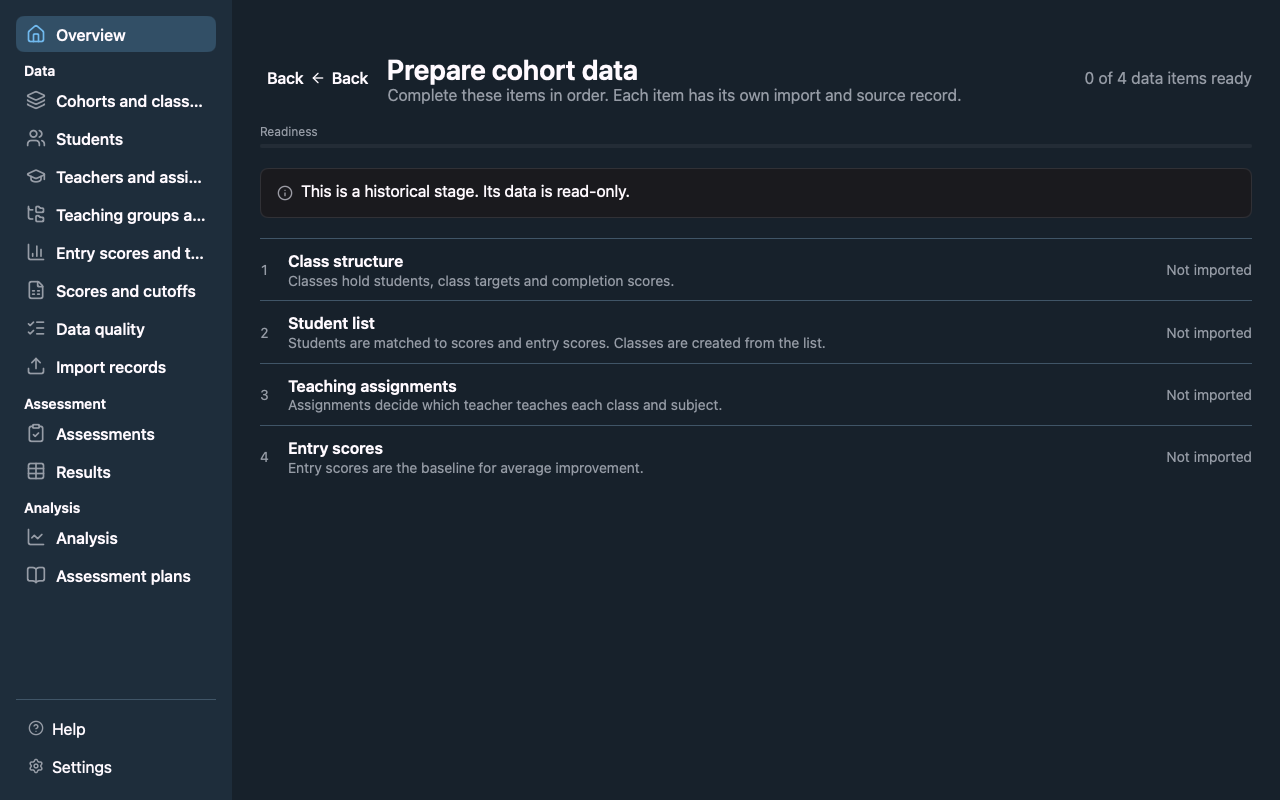 Overview
Data
Cohorts and class...
Students
Teachers and assi...
Teaching groups a...
Entry scores and t...
Scores and cutoffs
Data quality
Import records
Assessment
Assessments
Results
Analysis
Analysis
Assessment plans
Help
Settings
Back ← Back
Prepare cohort data
Complete these items in order. Each item has its own import and source record.
0 of 4 data items ready
Readiness
This is a historical stage. Its data is read-only.
1
Class structure
Classes hold students, class targets and completion scores.
Not imported
2
Student list
Students are matched to scores and entry scores. Classes are created from the list.
Not imported
3
Teaching assignments
Assignments decide which teacher teaches each class and subject.
Not imported
4
Entry scores
Entry scores are the baseline for average improvement.
Not imported